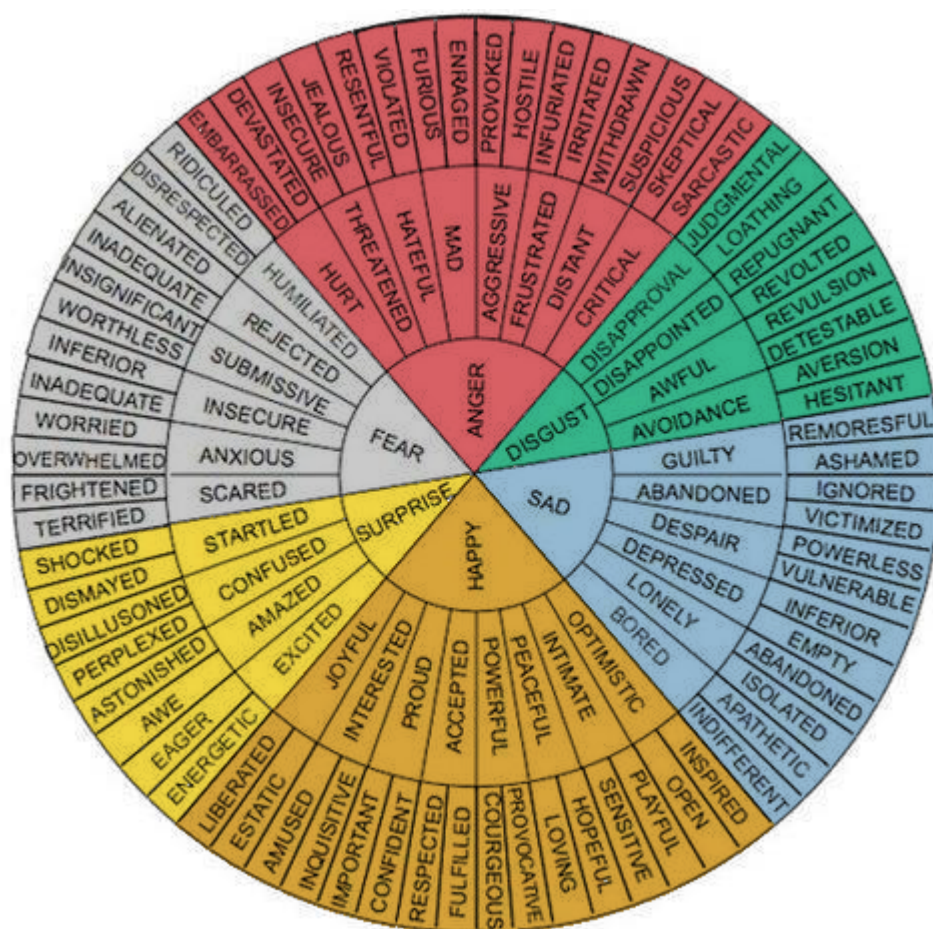 ANGER
HURT
EMBARRASSED
DEVASTATED
THREATENED
INSECURE
JEALOUS
HATEFUL
RESENTFUL
VIOLATED
MAD
FURIOUS
ENRAGED
AGGRESSIVE
PROVOKED
HOSTILE
FRUSTRATED
INFURIATED
IRRITATED
DISTANT
WITHDRAWN
SUSPICIOUS
CRITICAL
SKEPTICAL
SARCASTIC
DISGUST
DISAPPROVAL
JUDGMENTAL
LOATHING
DISAPPOINTED
REPUGNANT
REVOLTED
AWFUL
REVULSION
DETESTABLE
AVOIDANCE
AVERSION
HESITANT
SAD
GUILTY
REMORESFUL
ASHAMED
ABANDONED
IGNORED
VICTIMIZED
DESPAIR
POWERLESS
VULNERABLE
DEPRESSED
INFERIOR
EMPTY
LONELY
ABANDONED
ISOLATED
BORED
APATHETIC
INDIFFERENT
HAPPY
OPTIMISTIC
INSPIRED
OPEN
INTIMATE
PLAYFUL
SENSITIVE
PEACEFUL
HOPEFUL
LOVING
POWERFUL
PROVOCATIVE
COURGEOUS
ACCEPTED
FULFILLED
RESPECTED
PROUD
CONFIDENT
IMPORTANT
INTERESTED
INQUISITIVE
AMUSED
JOYFUL
ESTATIC
LIBERATED
SURPRISE
EXCITED
ENERGETIC
EAGER
AMAZED
AWE
ASTONISHED
CONFUSED
PERPLEXED
DISILLUSONED
STARTLED
DISMAYED
SHOCKED
FEAR
SCARED
TERRIFIED
FRIGHTENED
ANXIOUS
OVERWHELMED
WORRIED
INSECURE
INADEQUATE
INFERIOR
SUBMISSIVE
WORTHLESS
INSIGNIFICANT
REJECTED
INADEQUATE
ALIENATED
HUMILIATED
DISRESPECTED
RIDICULED